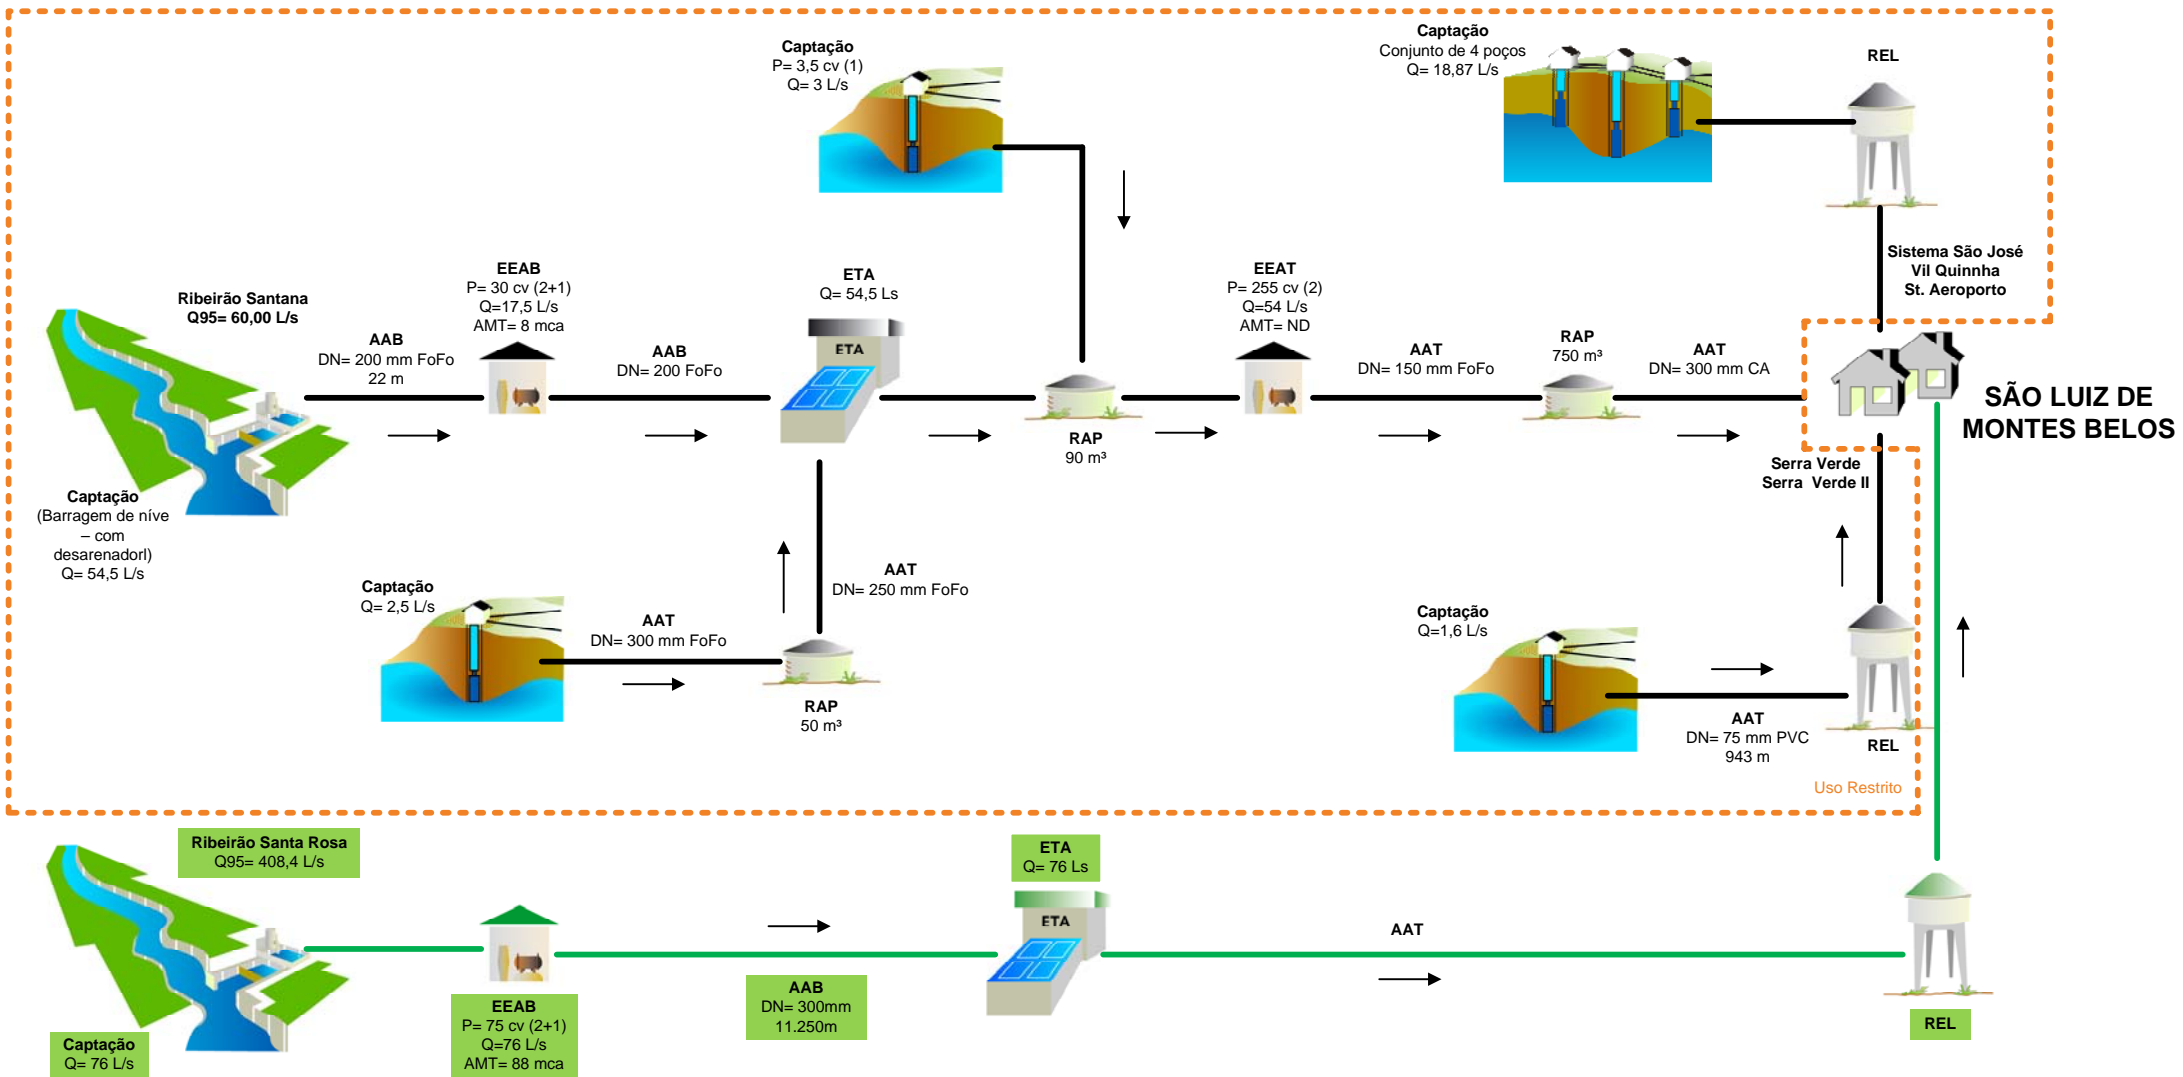 Captação
P= 3,5 cv (1)
Q= 3 L/s
Captação
Conjunto de 4 poços
Q= 18,87 L/s
REL
Sistema São José
Vil Quinnha
St. Aeroporto
Ribeirão Santana
Q95= 60,00 L/s
AAB
DN= 200 mm FoFo
22 m
EEAB
P= 30 cv (2+1)
Q=17,5 L/s
AMT= 8 mca
AAB
DN= 200 FoFo
ETA
Q= 54,5 Ls
ETA
RAP
90 m³
EEAT
P= 255 cv (2)
Q=54 L/s
AMT= ND
AAT
DN= 150 mm FoFo
RAP
750 m³
AAT
DN= 300 mm CA
SÃO LUIZ DE
MONTES BELOS
Captação
(Barragem de níve
– com
desarenadorl)
Q= 54,5 L/s
Captação
Q= 2,5 L/s
AAT
DN= 300 mm FoFo
AAT
DN= 250 mm FoFo
RAP
50 m³
Serra Verde
Serra  Verde II
Captação
Q=1,6 L/s
AAT
DN= 75 mm PVC
943 m
REL
Uso Restrito
Ribeirão Santa Rosa
Q95= 408,4 L/s
Captação
Q= 76 L/s
EEAB
P= 75 cv (2+1)
Q=76 L/s
AMT= 88 mca
AAB
DN= 300mm
11.250m
ETA
Q= 76 Ls
ETA
AAT
REL